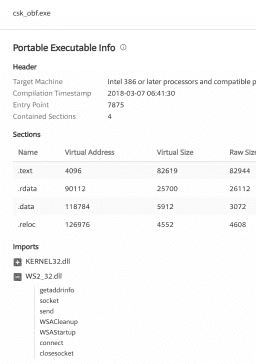 csk_obf.exe
Portable Executable Info
Header
Target Machine Intel 386 or later processors and compatible p
Compilation Timestamp 2018-03-07 06:41:30
Entry Point 7875
Contained Sections 4
Sections
Name Virtual Address Virtual Size Raw Size
.text 4096 82619 82944
.rdata 90112 25700 26112
.data 118784 5912 3072
.reloc 126976 4552 4608
Imports
KERNEL32.dll
WS2_32.dll
getaddrinfo
socket
send
WSACleanup
WSAStartup
connect
closesocket